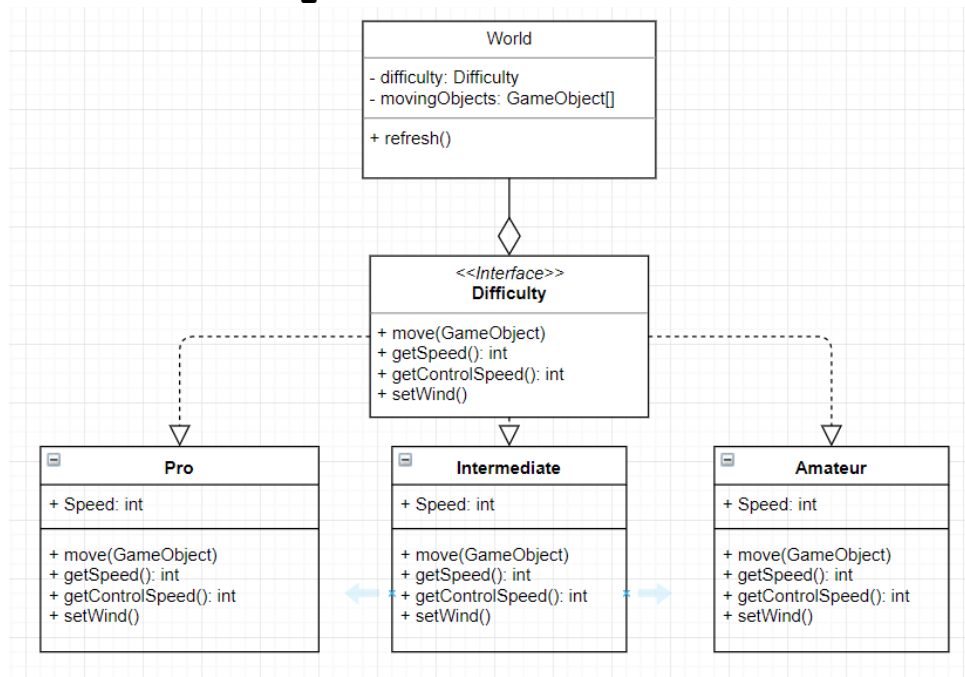 World
- difficulty: Difficulty
- movingObjects: GameObject[]
+ refresh()
<<Interface>>
Difficulty
+ move(GameObject)
+ getSpeed(): int
+ getControlSpeed(): int
+ setWind()
Pro
+ Speed: int
+ move(GameObject)
+ getSpeed(): int
+ getControlSpeed(): int
+ setWind()
Intermediate
+ Speed: int
+ move(GameObject)
+ getSpeed(): int
+ getControlSpeed(): int
+ setWind()
Amateur
+ Speed: int
+ move(GameObject)
+ getSpeed(): int
+ getControlSpeed(): int
+ setWind()